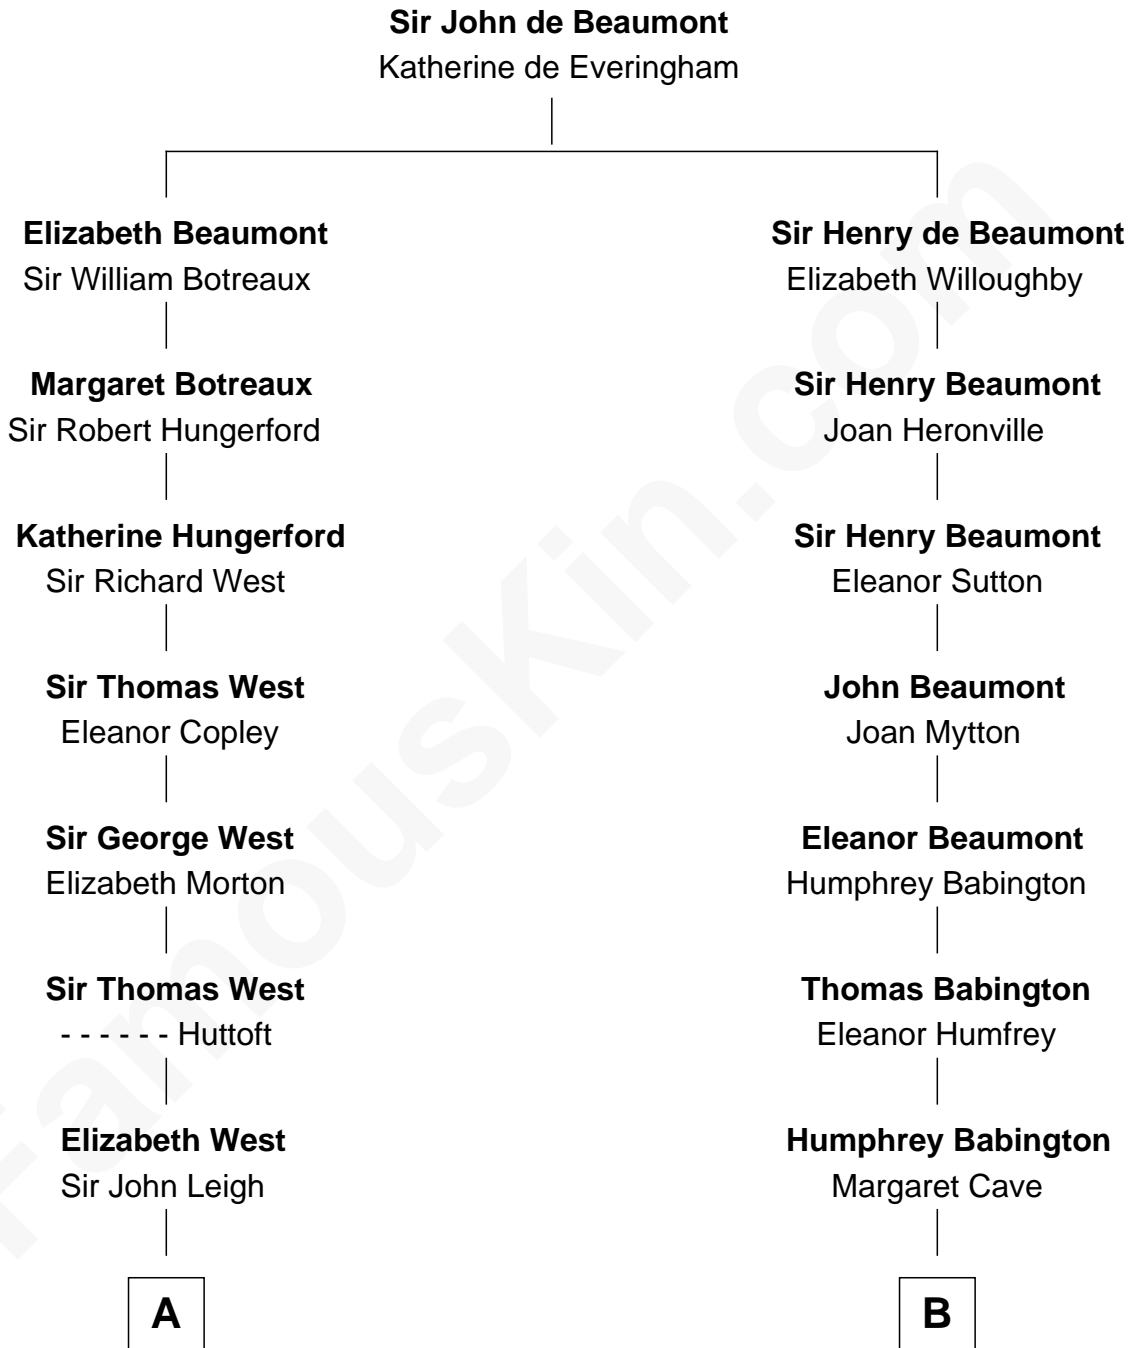 Sir John de Beaumont
Katherine de Everingham
Elizabeth Beaumont
Sir William Botreaux
Sir Henry de Beaumont
Elizabeth Willoughby
Margaret Botreaux
Sir Robert Hungerford
Sir Henry Beaumont
Joan Heronville
Katherine Hungerford
Sir Richard West
Sir Henry Beaumont
Eleanor Sutton
Sir Thomas West
Eleanor Copley
John Beaumont
Joan Mytton
Sir George West
Elizabeth Morton
Eleanor Beaumont
Humphrey Babington
Sir Thomas West
- - - - - - Huttoft
Thomas Babington
Eleanor Humfrey
Elizabeth West
Sir John Leigh
Humphrey Babington
Margaret Cave
A
B
FamousKin.com